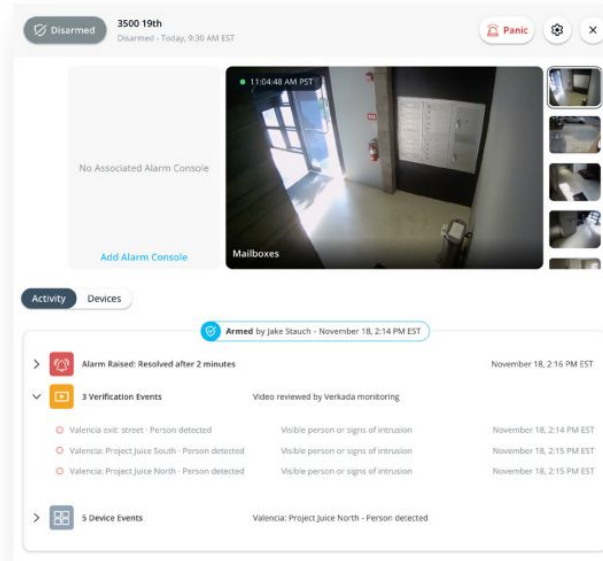 Disarmed
3500 19th
Disarmed - Today, 9:30 AM EST
Panic
No Associated Alarm Console
Add Alarm Console
11:04:48 AM PST
Mailboxes
Activity
Devices
Armed by Jake Stauch - November 18, 2:14 PM EST
Alarm Raised: Resolved after 2 minutes November 18, 2:16 PM EST
3 Verification Events Video reviewed by Verkada monitoring
Valencia exit: street - Person detected Visible person or signs of intrusion November 18, 2:14 PM EST
Valencia: Project Juice South - Person detected Visible person or signs of intrusion November 18, 2:15 PM EST
Valencia: Project Juice North - Person detected Visible person or signs of intrusion November 18, 2:15 PM EST
5 Device Events Valencia: Project Juice North - Person detected